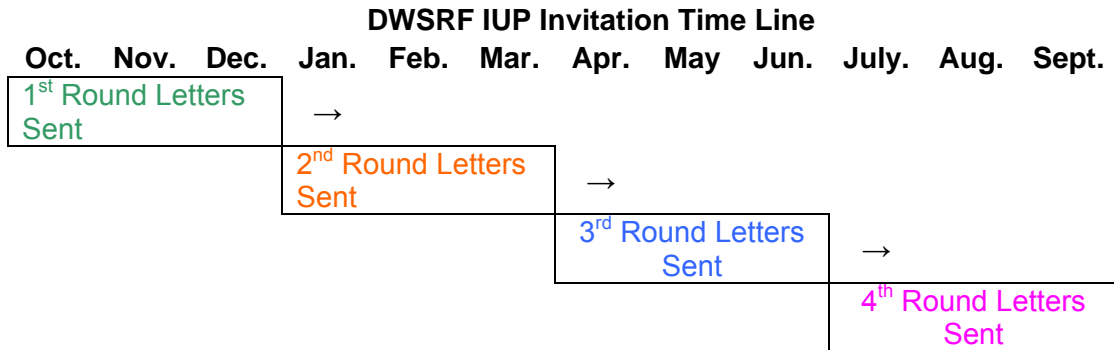 DWSRF IUP Invitation Time Line
Oct. Nov. Dec. Jan. Feb. Mar. Apr. May Jun. July. Aug. Sept.
1st Round Letters
Sent
→
2nd Round Letters
Sent
→
3rd Round Letters
Sent
→
4th Round Letters
Sent